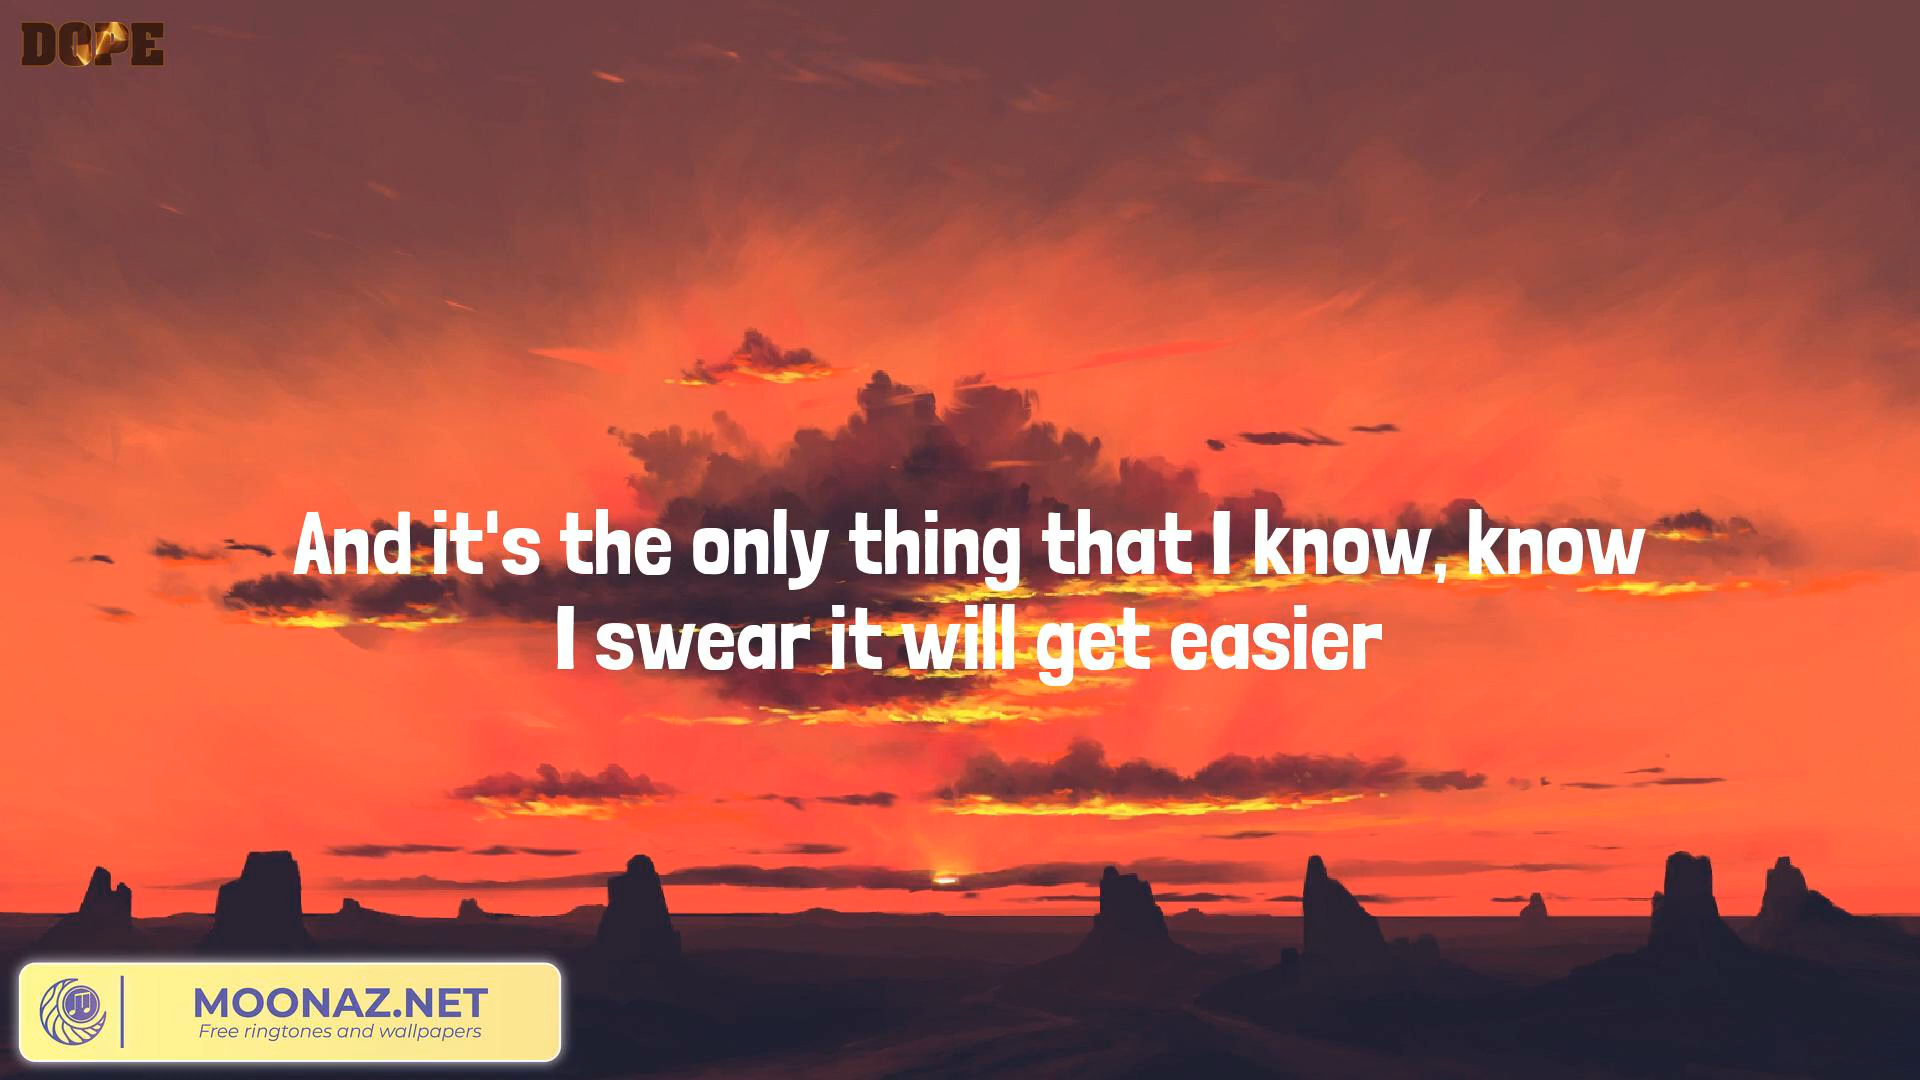 DOPE
And it's the only thing that I know, know
I swear it will get easier
MOONAZ.NET
Free ringtones and wallpapers